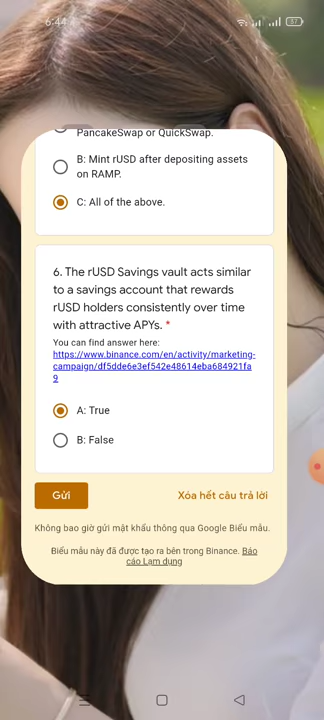 6:44
87
PancakeSwap or QuickSwap.
B: Mint rUSD after depositing assets
on RAMP.
C: All of the above.
6. The rUSD Savings vault acts similar
to a savings account that rewards
rUSD holders consistently over time
with attractive APYs. *
You can find answer here:
https://www.binance.com/en/activity/marketing-
campaign/df5dde6e3ef542e48614eba684921fa
9
A: True
B: False
Gửi
Xóa hết câu trả lời
Không bao giờ gửi mật khẩu thông qua Google Biểu mẫu.
Biểu mẫu này đã được tạo ra bên trong Binance. Báo
cáo Lạm dụng